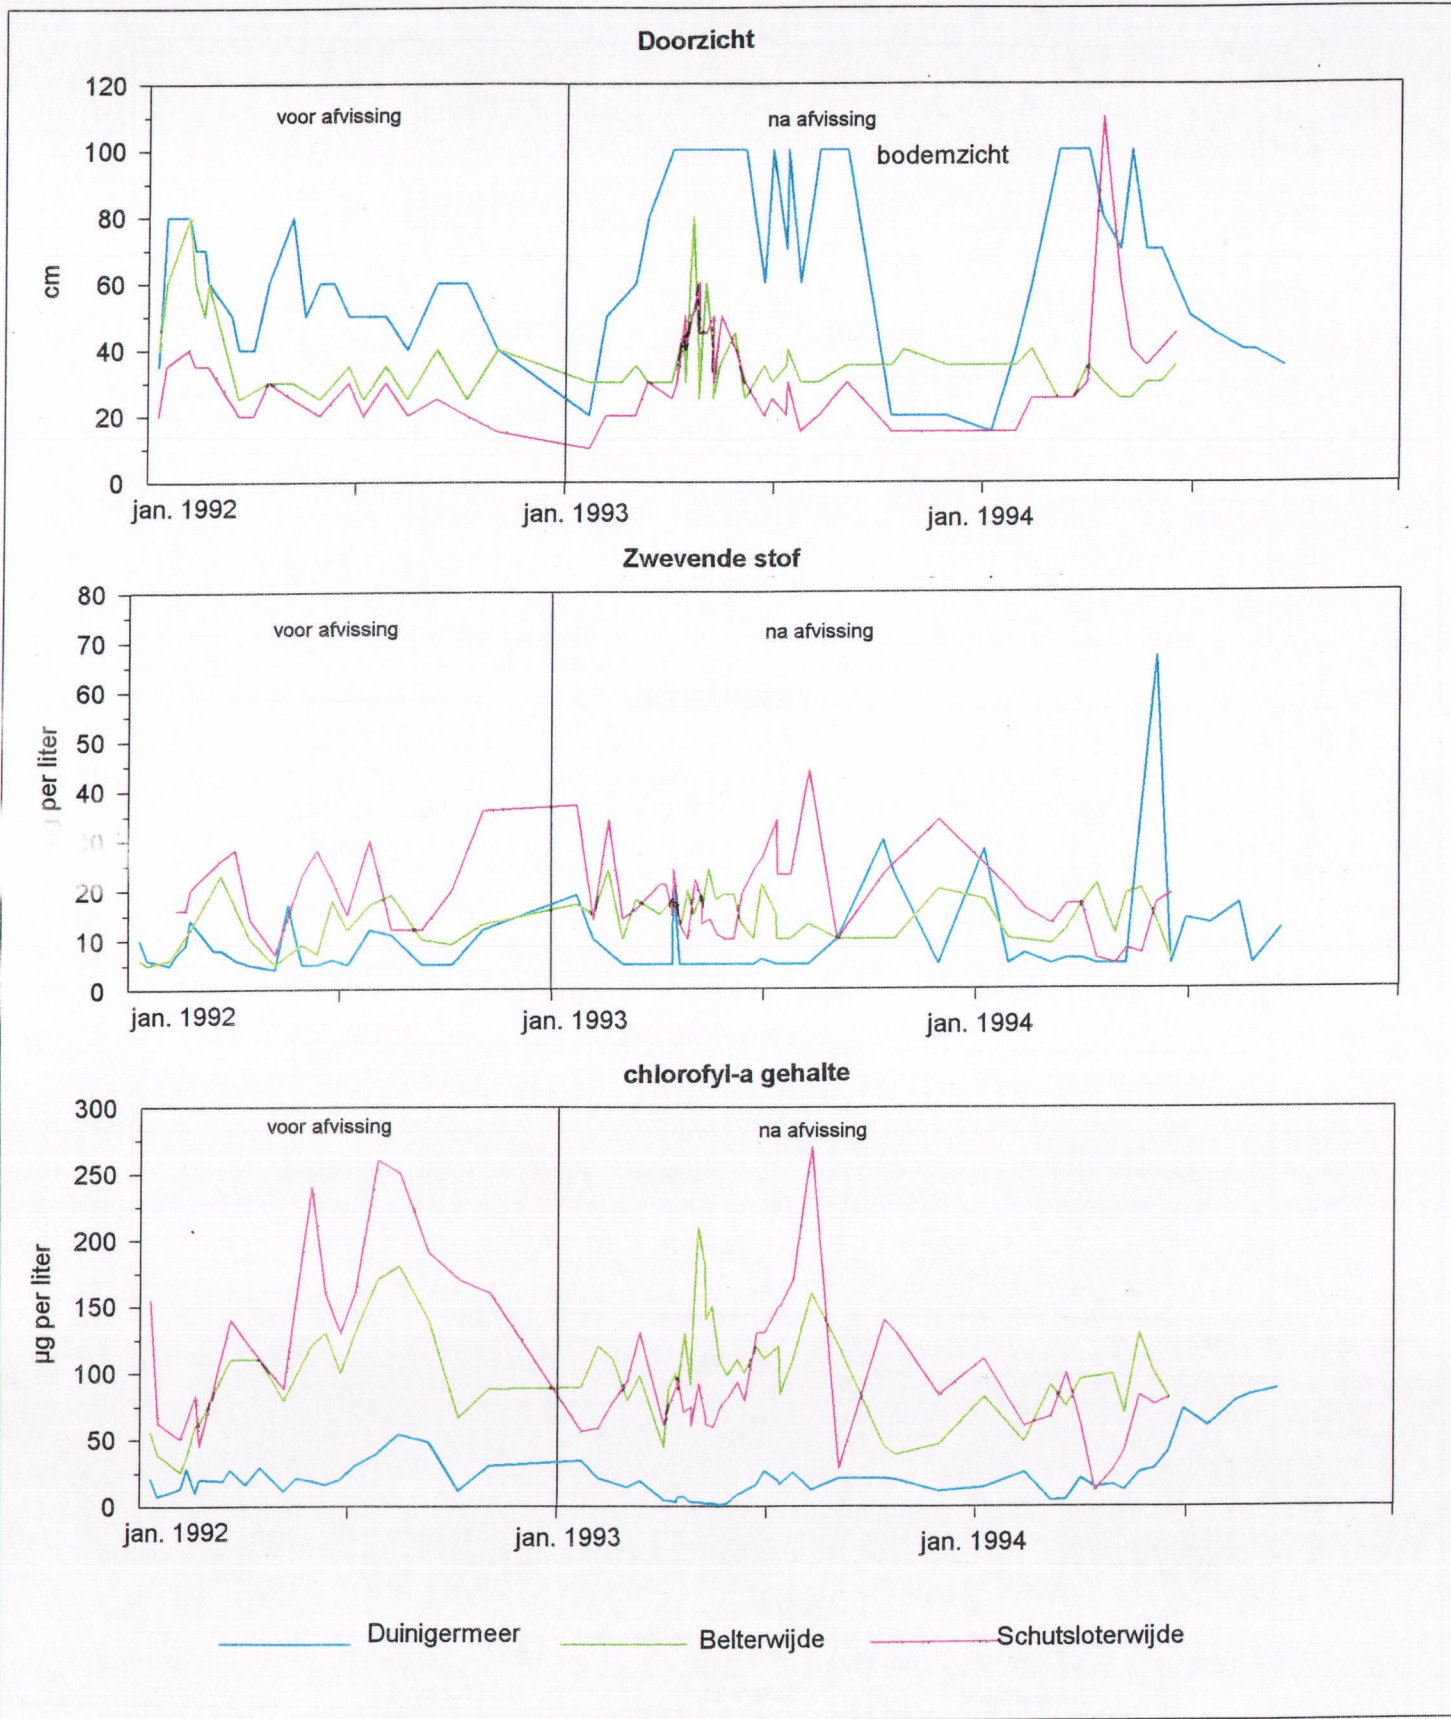 Doorzicht
120
voor afvissing
na afvissing
100
bodemzicht
80
60
cm
40
20
0
jan. 1992
jan. 1993
jan. 1994
Zwevende stof
80
voor afvissing
na afvissing
70
60
50
per liter
40
30
20
10
0
jan. 1992
jan. 1993
jan. 1994
chlorofyl-a gehalte
300
voor afvissing
na afvissing
250
200
µg per liter
150
100
50
0
jan. 1992
jan. 1993
jan. 1994
Duinigermeer
Belterwijde
Schutsloterwijde